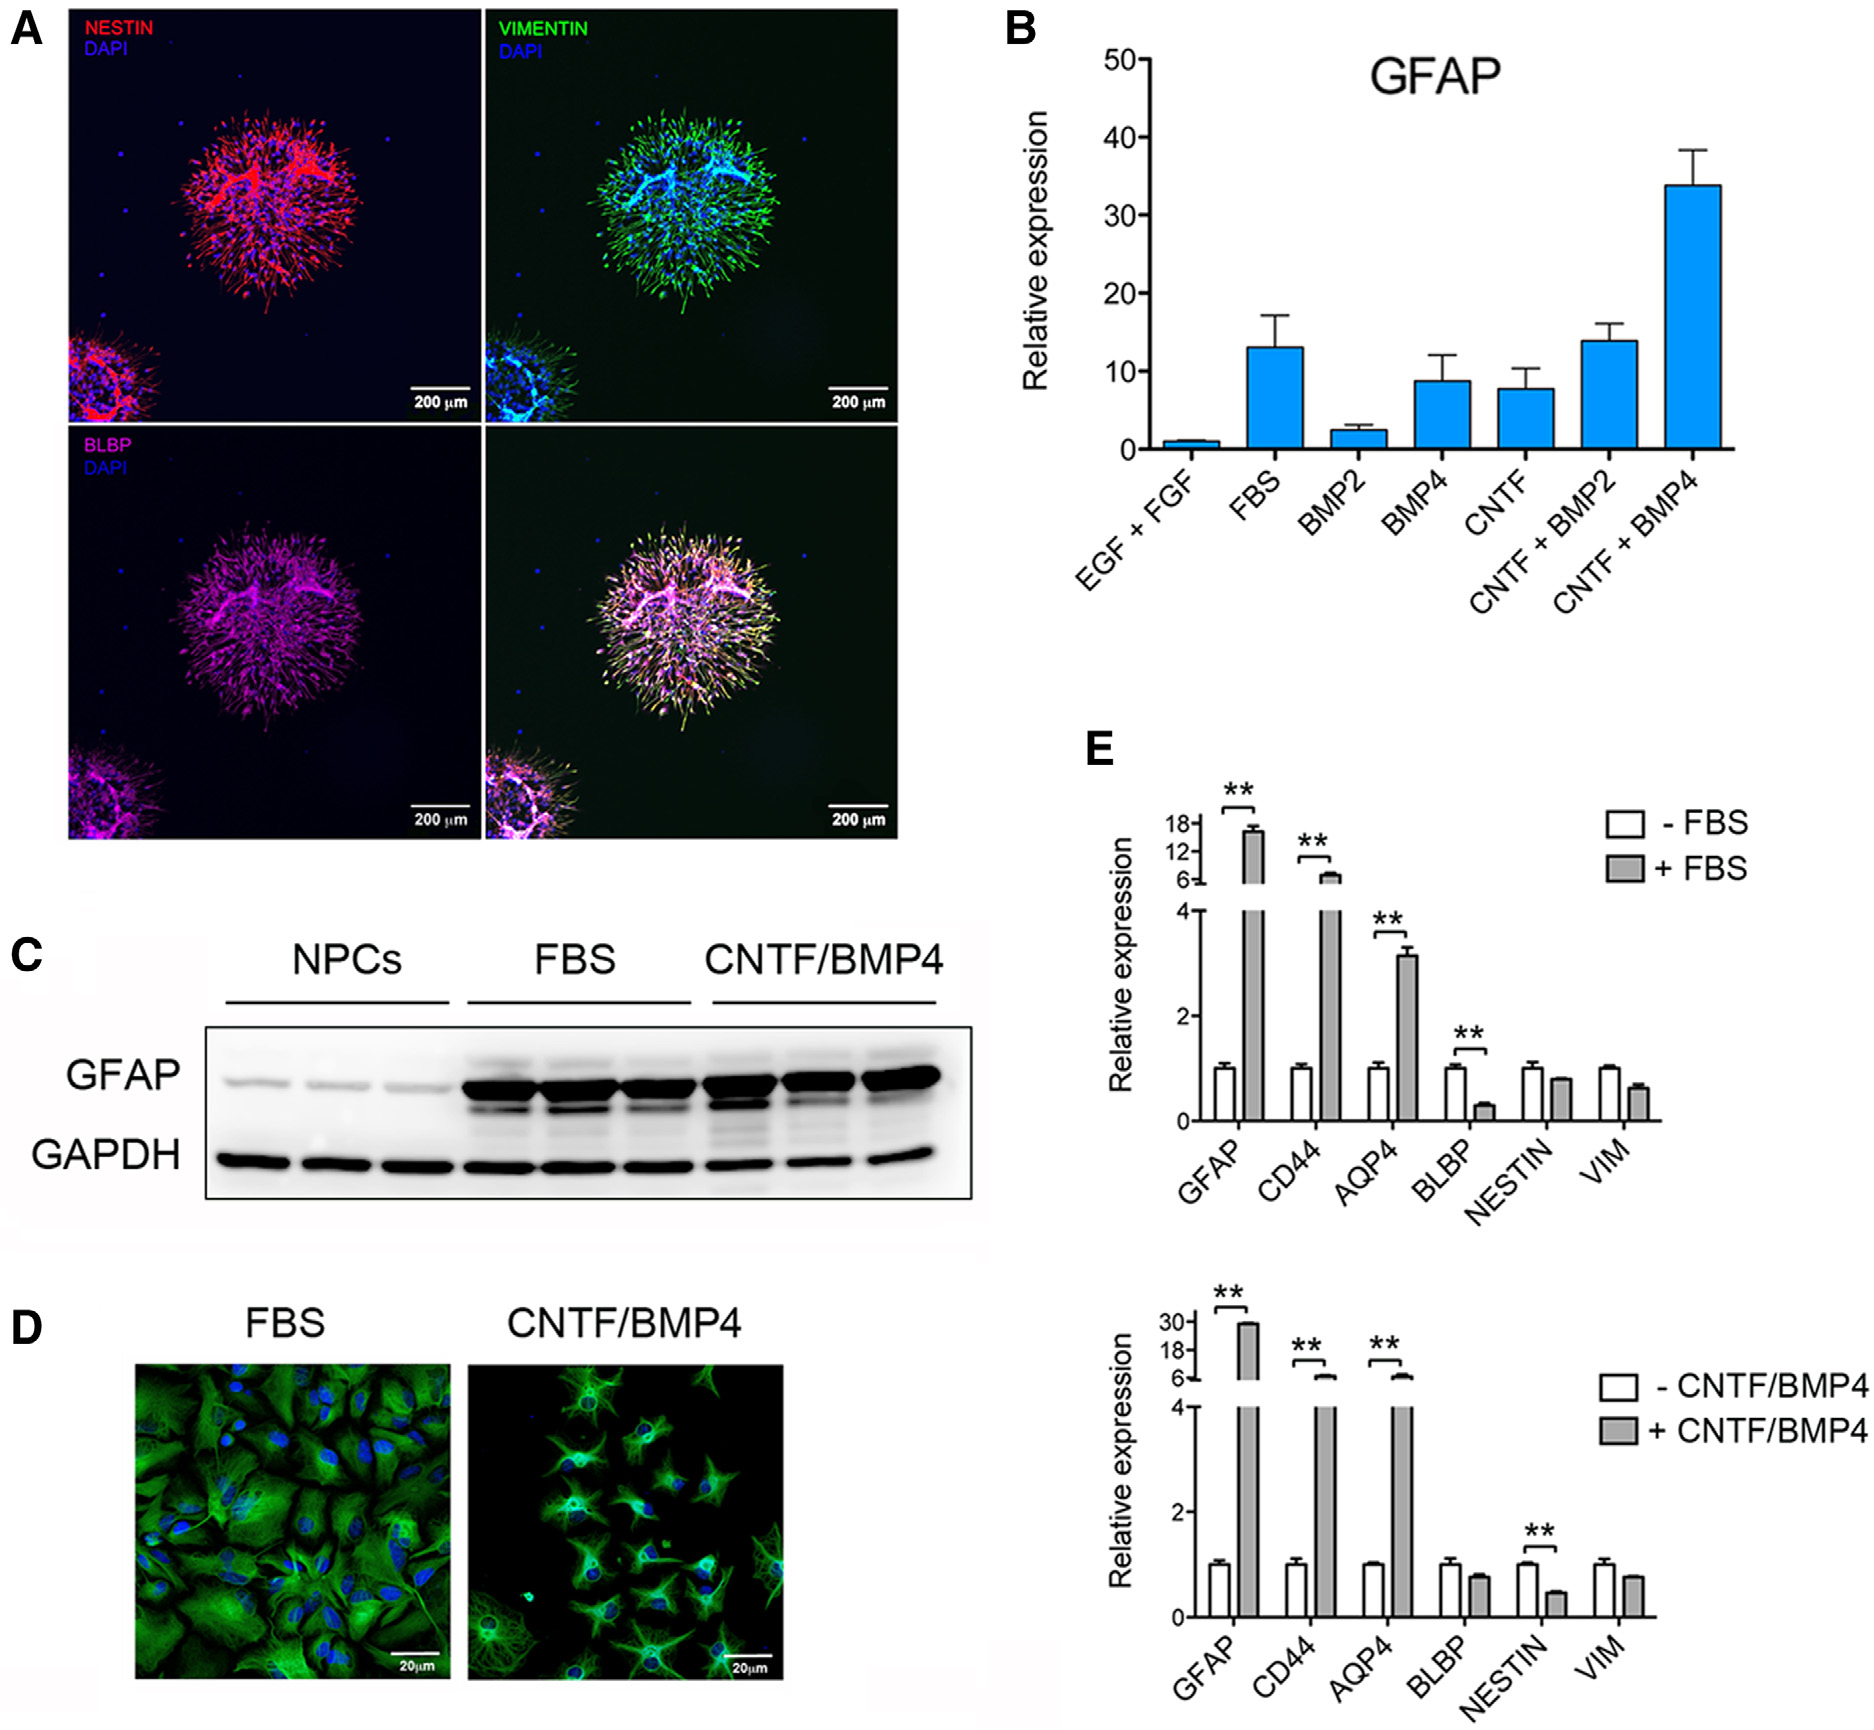 A
NESTIN
DAPI
200 μm
VIMENTIN
DAPI
200 μm
BLBP
DAPI
200 μm
200 μm
B
GFAP
Relative expression
50
40
30
20
10
0
EGF + FGF
FBS
BMP2
BMP4
CNTF
CNTF + BMP2
CNTF + BMP4
C
NPCs
FBS
CNTF/BMP4
GFAP
GAPDH
D
FBS
CNTF/BMP4
20μm
20μm
E
**
**
**
**
- FBS
+ FBS
Relative expression
18
12
6
4
2
0
GFAP
CD44
AQP4
BLBP
NESTIN
VIM
**
**
**
**
- CNTF/BMP4
+ CNTF/BMP4
Relative expression
30
18
6
4
2
0
GFAP
CD44
AQP4
BLBP
NESTIN
VIM